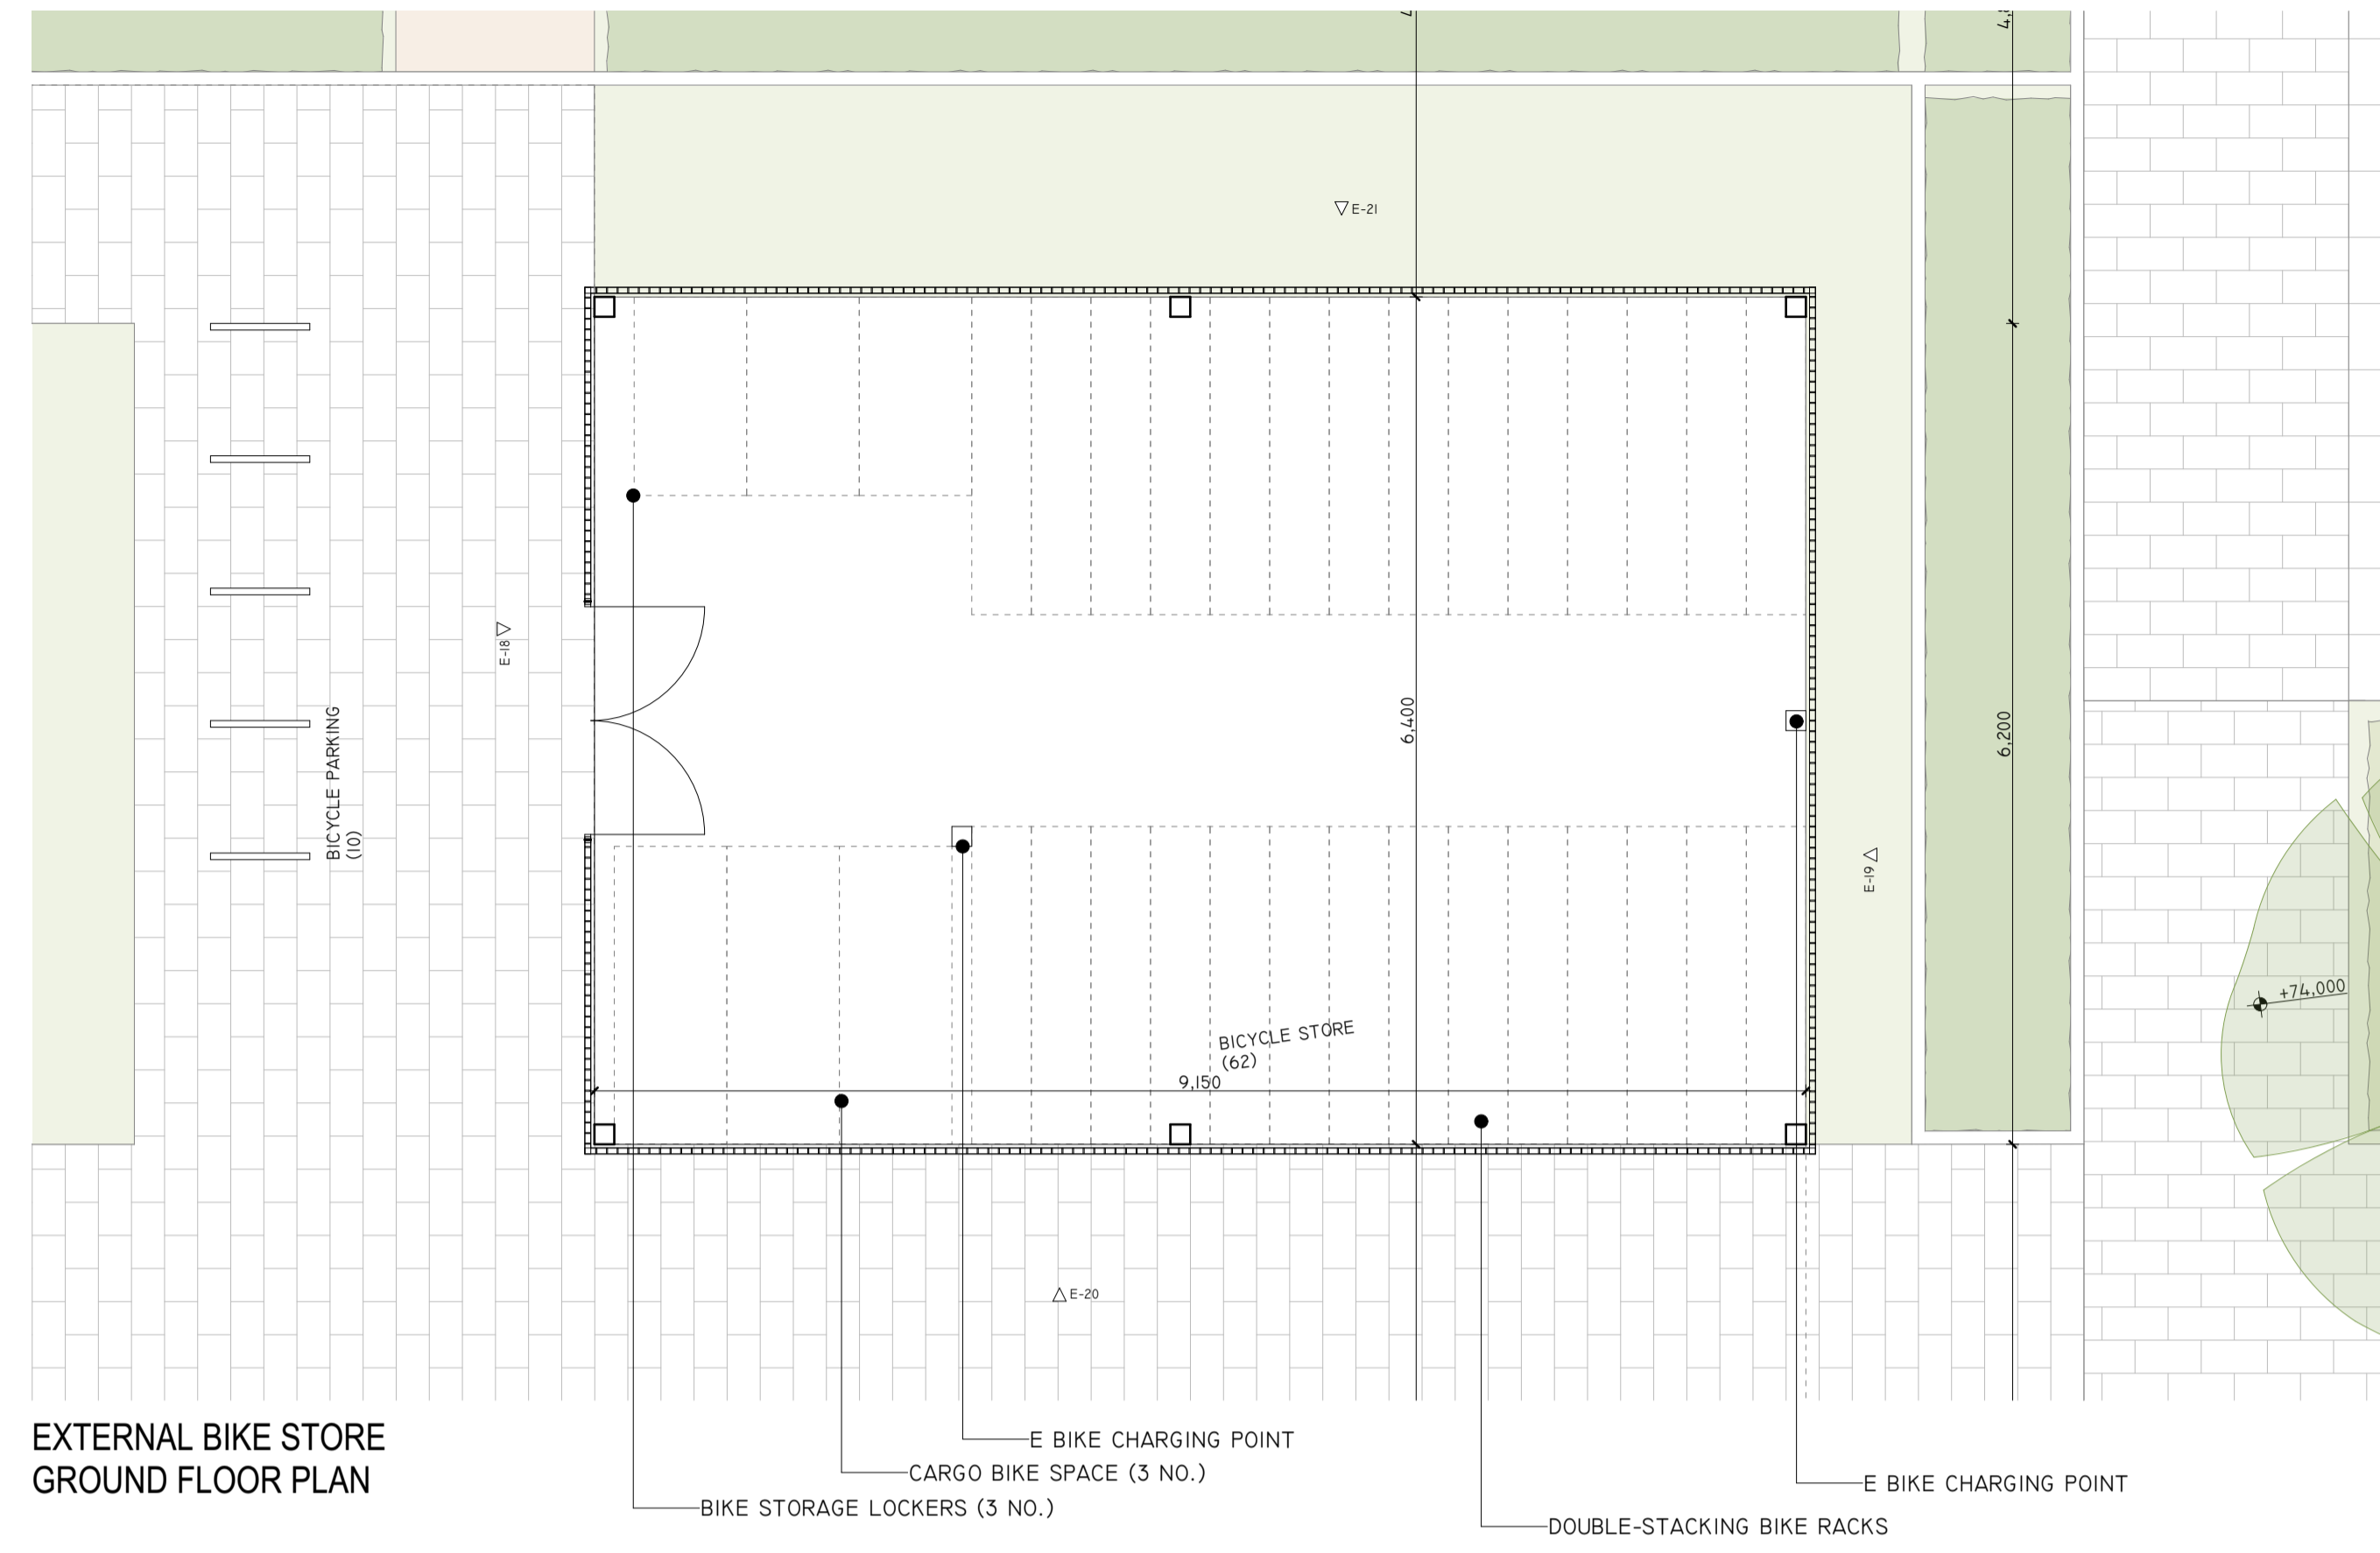 E-21
E-18
BICYCLE PARKING
(10)
6,400
6,200
E-19
+74,000
BICYCLE STORE
(62)
9,150
E-20
EXTERNAL BIKE STORE
GROUND FLOOR PLAN
E BIKE CHARGING POINT
CARGO BIKE SPACE (3 NO.)
BIKE STORAGE LOCKERS (3 NO.)
E BIKE CHARGING POINT
DOUBLE-STACKING BIKE RACKS